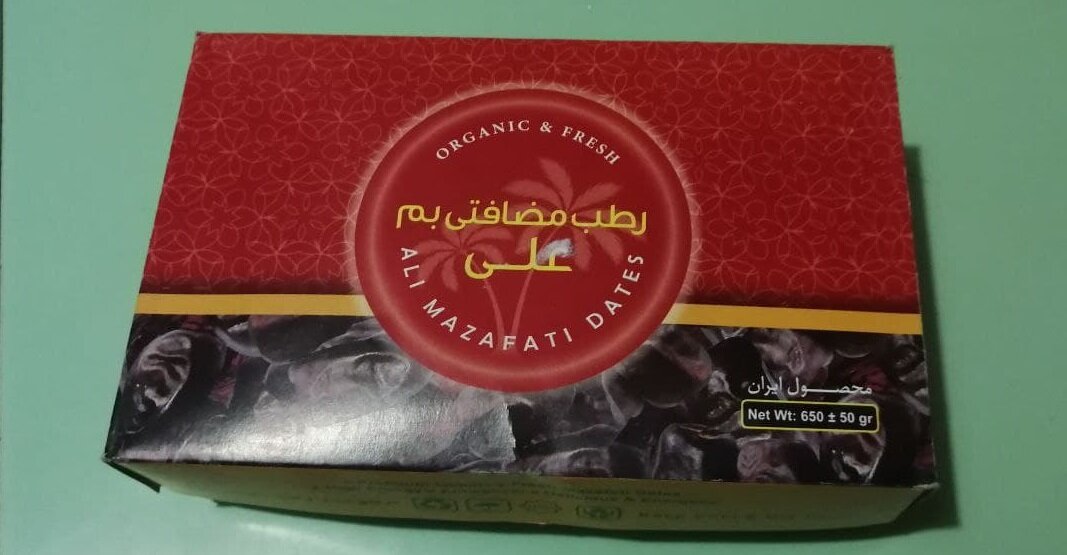 ORGANIC & FRESH
رطب مضافتی بم
علی
ALI MAZAFATI DATES
محصول ایران
Net Wt: 650 ± 50 gr